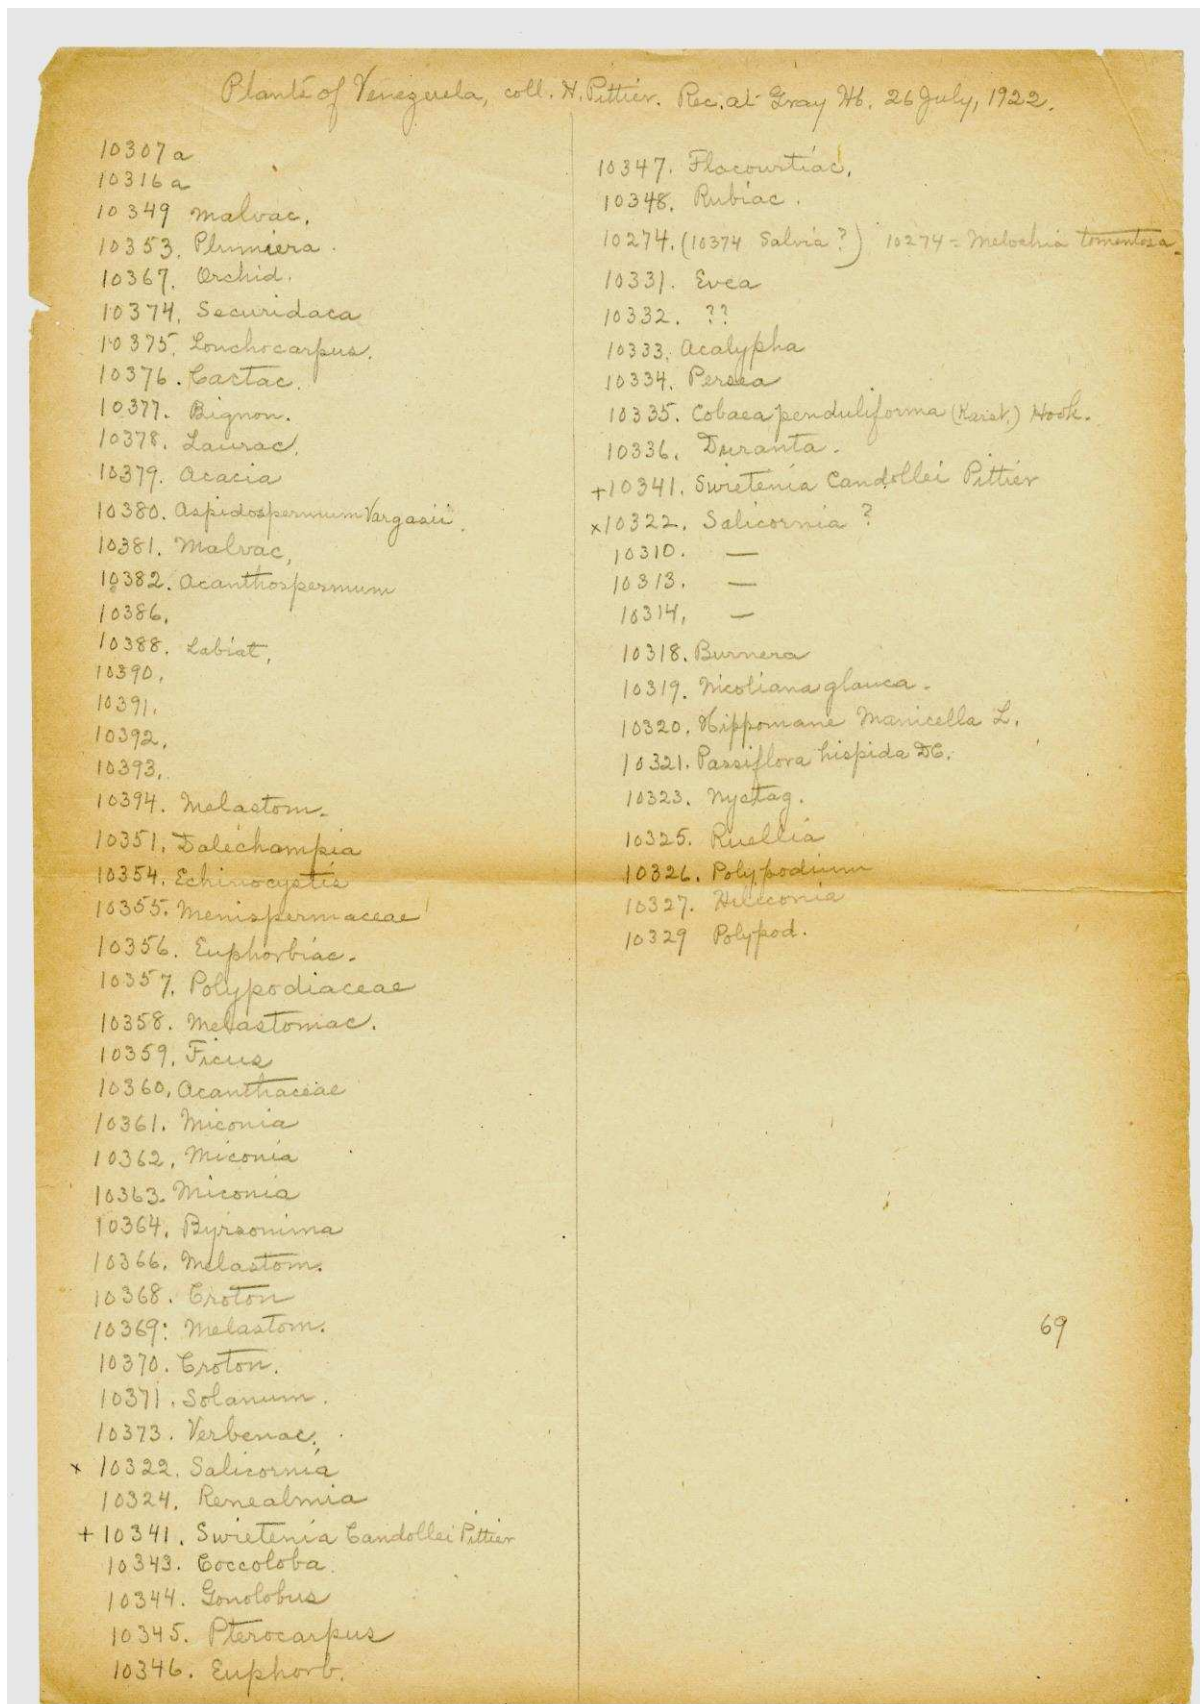 Plants of Venezuela, coll. H. Pittier. Rec. at Gray Hb. 26 July, 1922.
10307a
10316a
10349 Malvac.
10353. Plumiera.
10367. Orchid.
10374. Securidaca
10375. Lonchocarpus.
10376. Cactac.
10377. Bignon.
10378. Laurac.
10379. Acacia
10380. Aspidospermum Vargasii.
10381. Malvac.
10382. Acanthospermum
10386.
10388. Labiat.
10390.
10391.
10392.
10393.
10394. Melastom.
10351. Dalechampia
10354. Echinocystis
10355. Menispermaceae
10356. Euphorbiac.
10357. Polypodiaceae
10358. Melastomac.
10359. Ficus
10360. Acanthaceae
10361. Miconia
10362. Miconia
10363. Miconia
10364. Byrsonima
10366. Melastom.
10368. Croton
10369: Melastom.
10370. Croton.
10371. Solanum.
10373. Verbenac.
x 10322. Salicornia
10324. Renealmia
+ 10341. Swietenia Candollei Pittier
10343. Coccoloba.
10344. Gonolobus
10345. Pterocarpus
10346. Euphorb.
10347. Flacourtiac.
10348. Rubiac.
10274. (10374 Salvia?) 10274 = Melochia tomentosa.
10331. Evea
10332. ??
10333. Acalypha
10334. Persea
10335. Cobaea penduliforma (Karst.) Hook.
10336. Duranta.
+10341. Swietenia Candollei Pittier
x10322. Salicornia ?
10310. —
10313. —
10314. —
10318. Burnera
10319. Nicotiana glauca.
10320. Hippomane Manicella L.
10321. Passiflora hispida DC.
10323. Nyctag.
10325. Ruellia
10326. Polypodium
10327. Heleconia
10329 Polypod.
69